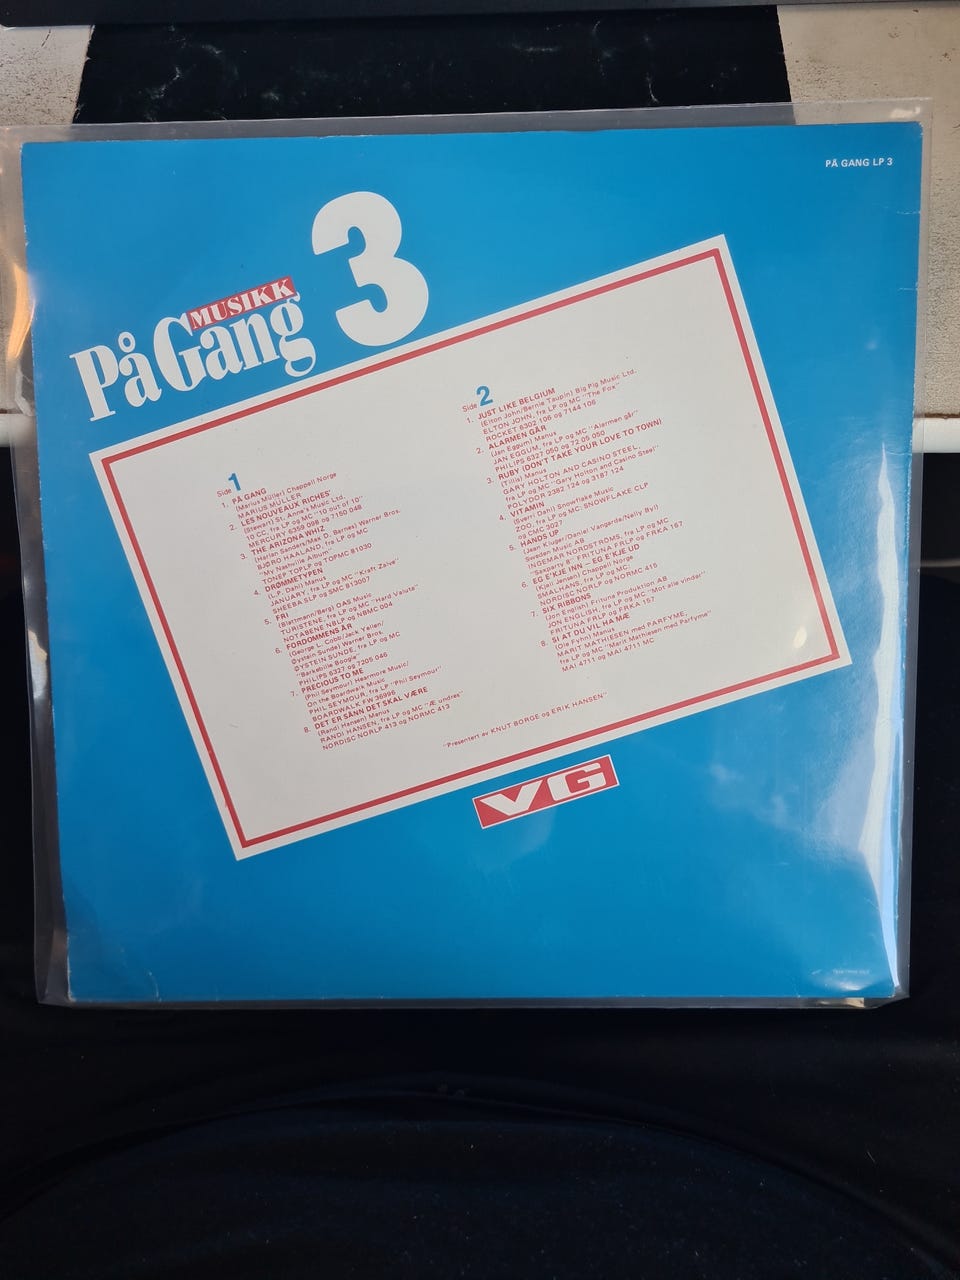 PÅ GANG LP 3
3
MUSIKK
På Gang
Side 1
1. PÅ GANG
(Marius Müller) Chappell Norge
MARIUS MÜLLER
2. LES NOUVEAUX RICHES'
(Stewart) St. Anne's Music Ltd.
10 CC, fra LP og MC "10 out of 10"
MERCURY 6359 098 og 7150 048
3. THE ARIZONA WHIZ
(Harlan Sanders/Mak D. Barnes) Warner Bros.
BJØRO HAALAND, fra LP og MC
"My Nashville Album"
TONEP TOPLP og TOPMC 81030
4. DRØMMETYPEN
(L.P. Dahl) Manus
JANUARY, fra LP og MC "Kraft Zalve"
SHEEBA SLP og SMC 813007
5. FRI
(Blattmann/Berg) OAS Music
TURISTENE, fra LP og MC "Hard Valuta"
NOTABENE NBLP og NBMC 004
6. FORDOMMENS ÅR
(George L. Cobb/Jack Yallen/
Øystein Sunde) Warner Bros.
ØYSTEIN SUNDE, fra LP og MC
"Barkebille Boogie"
PHILIPS 6327 og 7205 046
7. PRECIOUS TO ME
(Phil Seymour) Hearmore Music/
On the Boardwalk Music
PHIL SEYMOUR, fra LP "Phil Seymour"
BOARDWALK FW 36996
8. DET ER SÅNN DET SKAL VÆRE
(Randi Hansen) Manus
RANDI HANSEN, fra LP og MC "Æ undres"
NORDISC NORLP 413 og NORMC 413
Side 2
1. JUST LIKE BELGIUM
(Elton John/Bernie Taupin) Big Pig Music Ltd.
ELTON JOHN, fra LP og MC "The Fox"
ROCKET 6302 106 og 7144 106
2. ALARMEN GÅR
(Jan Eggum) Manus
JAN EGGUM, fra LP og MC "Alarmen går"
PHILIPS 6327 050 og 72 05 050
3. RUBY (DON'T TAKE YOUR LOVE TO TOWN)
(Tillis) Manus
GARY HOLTON AND CASINO STEEL,
fra LP og MC "Gary Holton and Casino Steel"
POLYDOR 2382 124 og 3187 124
4. VITAMIN
(Sverr Dahl) Snowflake Music
ZOO, fra LP og MC: SNOWFLAKE CLP
og CMC 3027
5. HANDS UP
(Jean Kluger/Daniel Vangarde/Nelly Byl)
Sweden Music AB
INGEMAR NORDSTRØMS, fra LP og MC
"Saxparty 8" FRITUNA FRLP og FRKA 167
6. EG E'KJE INN — EG E'KJE UD
(Kjell Jensen) Chappell Norge
SMALHANS, fra LP og MC.
NORDISC NORLP og NORMC 415
7. SIX RIBBONS
(Jon English) Frituna Produktion AB
JON ENGLISH, fra LP og MC "Mot alle vindar"
FRITUNA FRLP og FRKA 157
8. SI AT DU VIL HA MÆ
(Ole Fyhn) Manus
MARIT MATHIESEN med PARFYME,
fra LP og MC "Marit Mathiesen med Parfyme"
MAI 4711 og MAI 4711 MC
"Presentert av KNUT BORGE og ERIK HANSEN"
VG